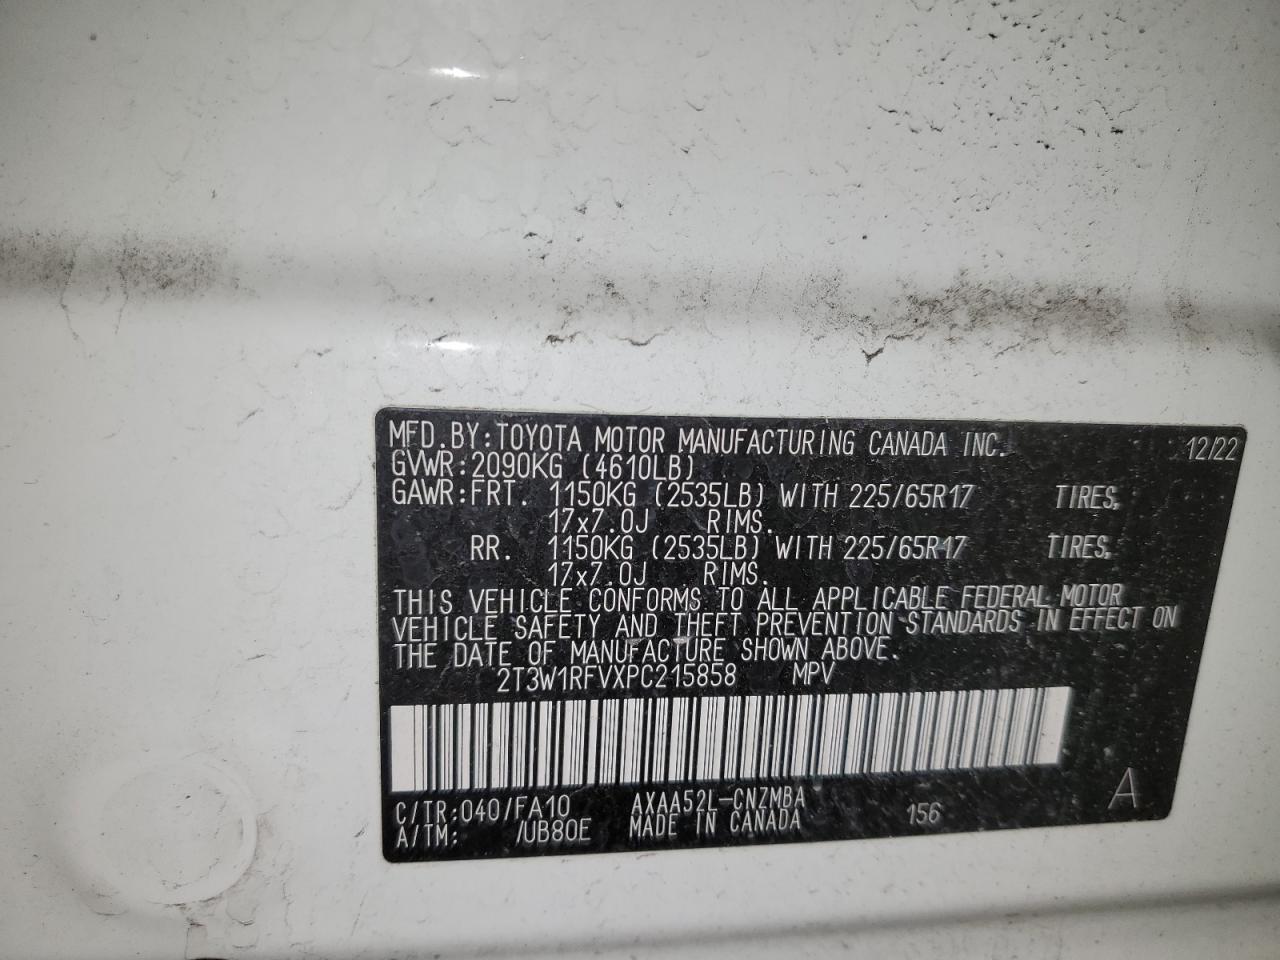 MFD.BY:TOYOTA MOTOR MANUFACTURING CANADA INC. 12/22
GVWR:2090KG (4610LB)
GAWR:FRT. 1150KG (2535LB) WITH 225/65R17 TIRES,
17x7.0J RIMS.
RR. 1150KG (2535LB) WITH 225/65R17 TIRES,
17x7.0J RIMS.
THIS VEHICLE CONFORMS TO ALL APPLICABLE FEDERAL MOTOR
VEHICLE SAFETY AND THEFT PREVENTION STANDARDS IN EFFECT ON
THE DATE OF MANUFACTURE SHOWN ABOVE.
2T3W1RFVXPC215858 MPV
C/TR:040/FA10 AXAA52L-CNZMBA 156 A
A/TM: /UB80E MADE IN CANADA